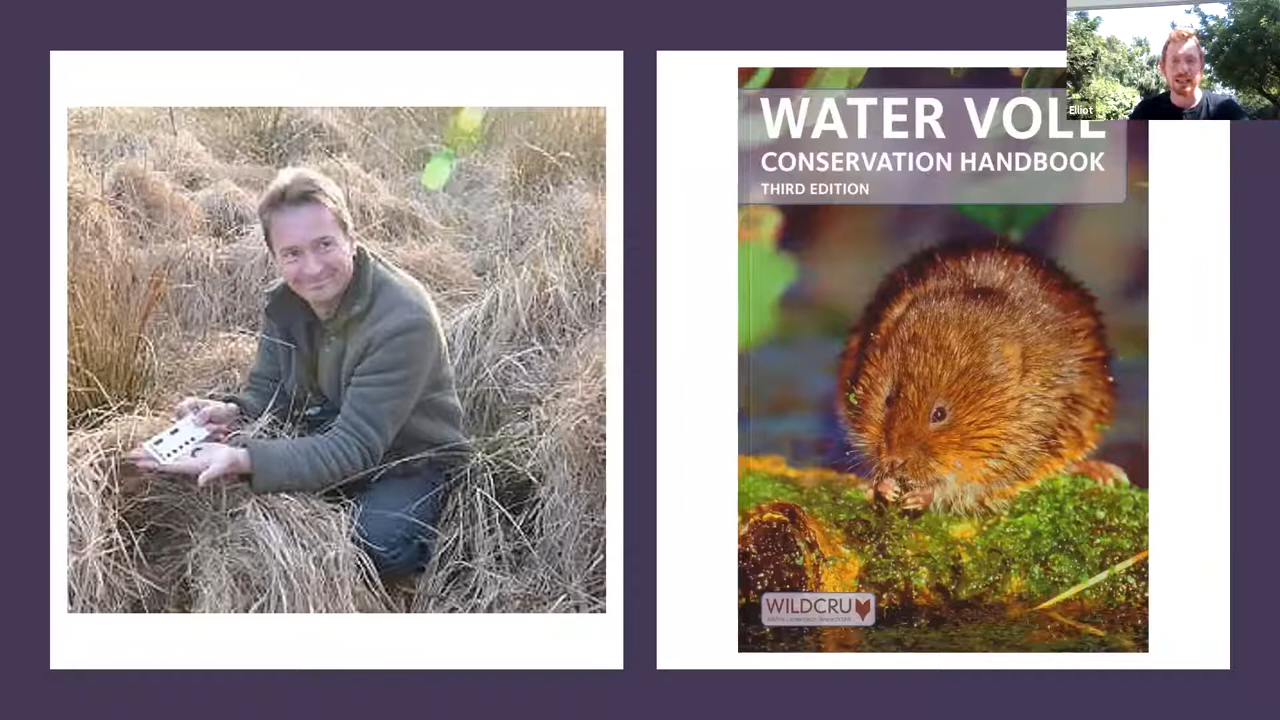 WATER VOLE
CONSERVATION HANDBOOK
THIRD EDITION
Elliot
WILDCRU